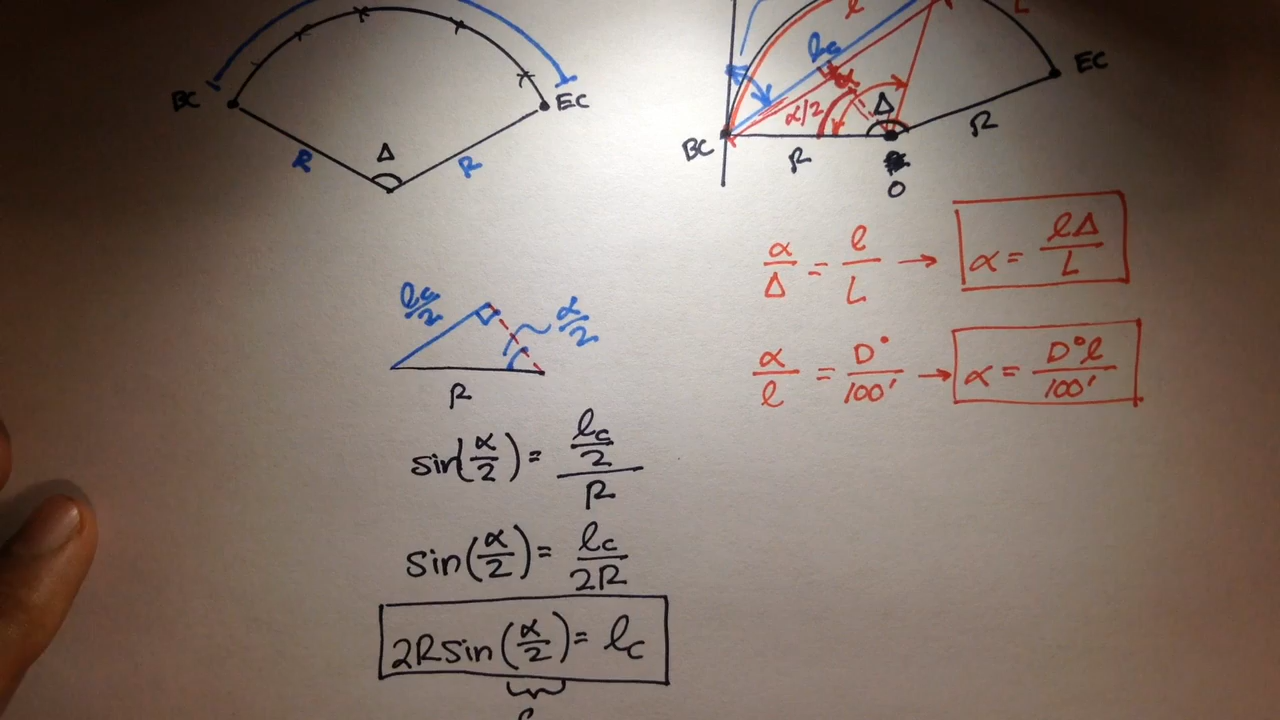 BC
EC
Δ
R
R
l
L
lc
α
α/2
Δ
EC
BC
R
R
O
α/Δ = l/L → α = lΔ/L
α/l = D°/100' → α = D°l/100'
lc/2
α/2
R
sin(α/2) = (lc/2)/R
sin(α/2) = lc/2R
2Rsin(α/2) = lc